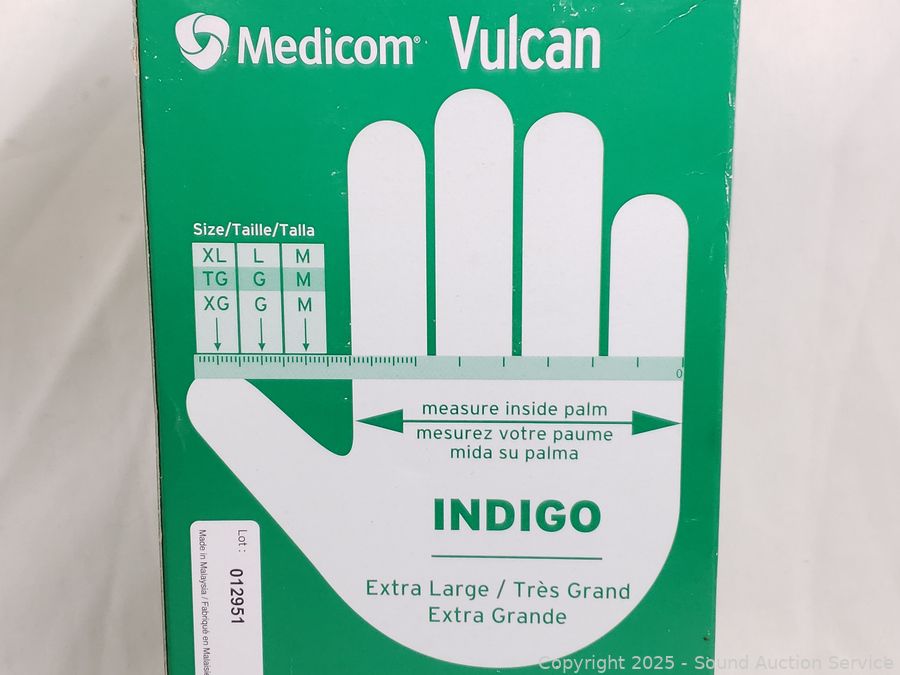 Medicom® Vulcan
Size/Taille/Talla
XL L M
TG G M
XG G M
0
measure inside palm
mesurez votre paume
mida su palma
INDIGO
Extra Large / Très Grand
Extra Grande
Lot : 012951
Made in Malaysia / Fabriqué en
Copyright 2025 - Sound Auction Service